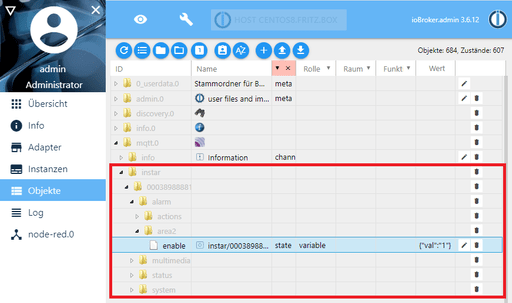 HOST CENTOS8.FRITZ.BOX
ioBroker.admin 3.6.12
admin
Administrator
Übersicht
Info
Adapter
Instanzen
Objekte
Log
node-red.0
Objekte: 684, Zustände: 607
ID Name Rolle Raum Funkt Wert
0_userdata.0 Stammordner für B... meta
admin.0 user files and im... meta
discovery.0
info.0
mqtt.0
info Information chann
instar
00038988881
alarm
actions
area2
enable instar/00038988... state variable {"val":"1"}
multimedia
status
system